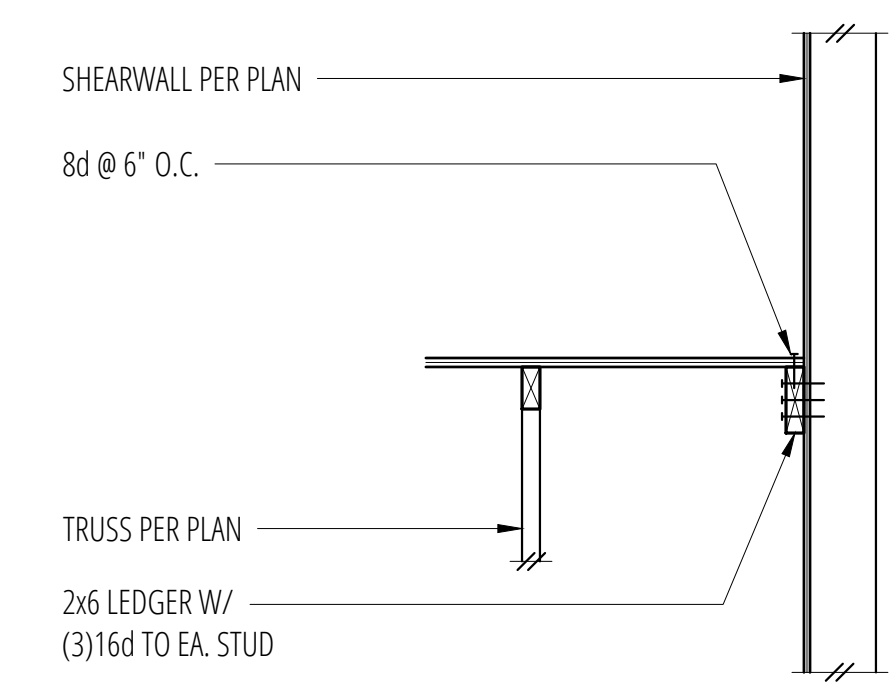 SHEARWALL PER PLAN
8d @ 6" O.C.
TRUSS PER PLAN
2x6 LEDGER W/
(3)16d TO EA. STUD